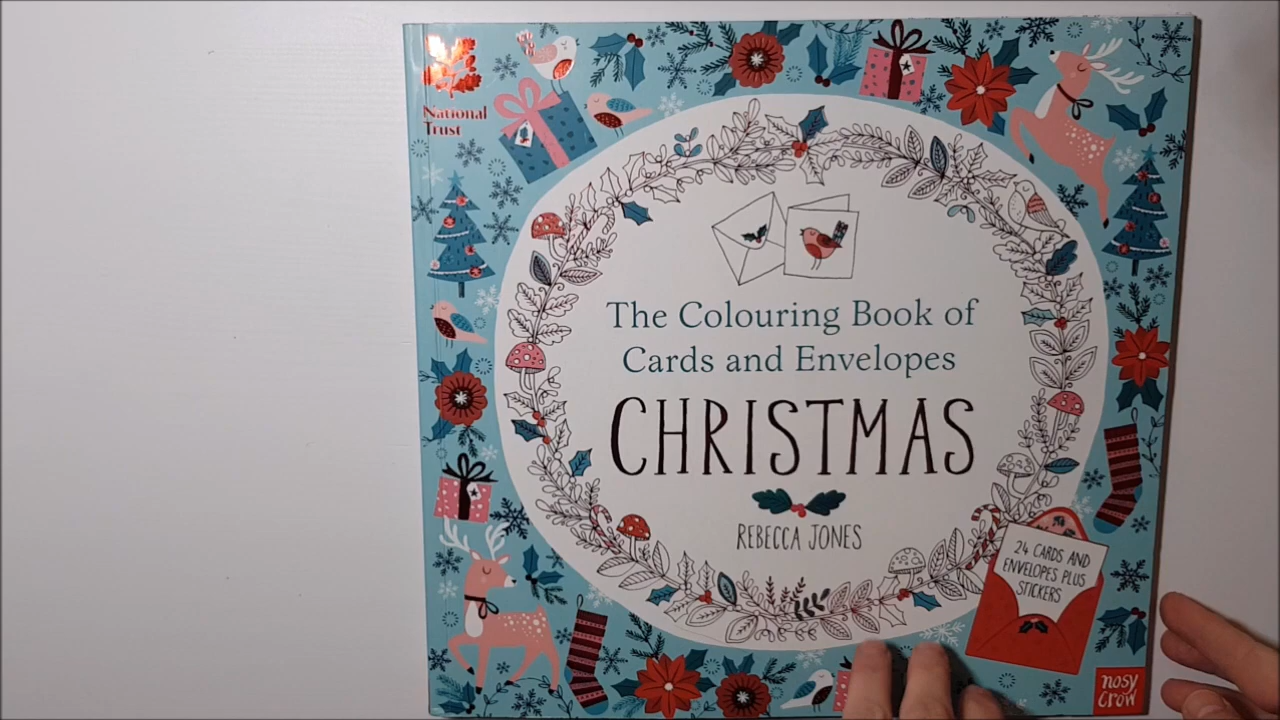 National
Trust
The Colouring Book of
Cards and Envelopes
CHRISTMAS
REBECCA JONES
24 CARDS AND
ENVELOPES PLUS
STICKERS
nosy
crow